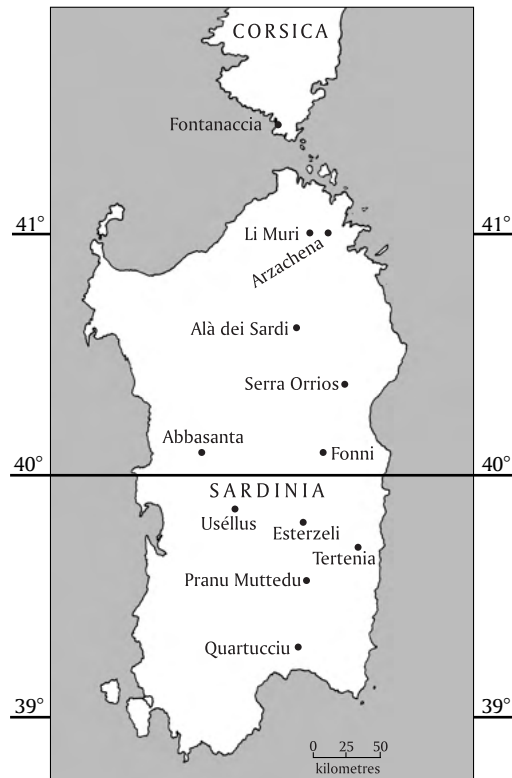 CORSICA
Fontanaccia
41° 41°
Li Muri
Arzachena
Alà dei Sardi
Serra Orrios
Abbasanta
Fonni
40° 40°
SARDINIA
Uséllus
Esterzeli
Tertenia
Pranu Muttedu
Quartucciu
39° 39°
0 25 50
kilometres